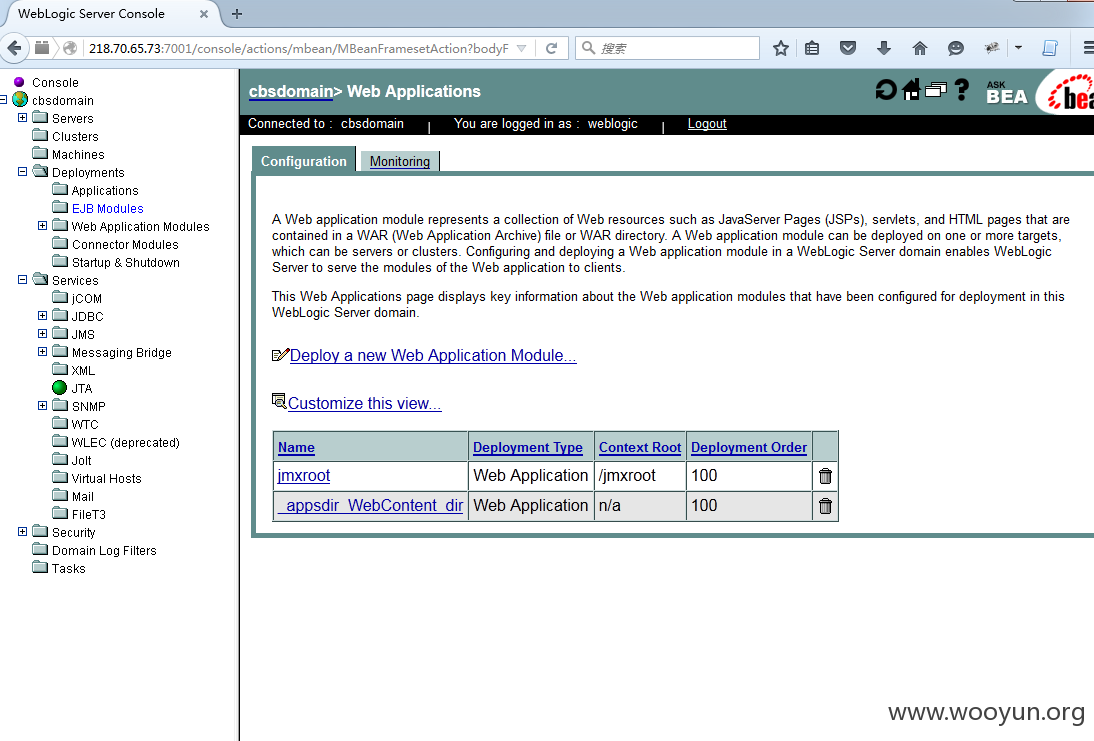 WebLogic Server Console
218.70.65.73:7001/console/actions/mbean/MBeanFramesetAction?bodyF
搜索
Console
cbsdomain
Servers
Clusters
Machines
Deployments
Applications
EJB Modules
Web Application Modules
Connector Modules
Startup & Shutdown
Services
jCOM
JDBC
JMS
Messaging Bridge
XML
JTA
SNMP
WTC
WLEC (deprecated)
Jolt
Virtual Hosts
Mail
FileT3
Security
Domain Log Filters
Tasks
cbsdomain> Web Applications
ASK
BEA
bea
Connected to : cbsdomain | You are logged in as : weblogic | Logout
Configuration Monitoring
A Web application module represents a collection of Web resources such as JavaServer Pages (JSPs), servlets, and HTML pages that are
contained in a WAR (Web Application Archive) file or WAR directory. A Web application module can be deployed on one or more targets,
which can be servers or clusters. Configuring and deploying a Web application module in a WebLogic Server domain enables WebLogic
Server to serve the modules of the Web application to clients.
This Web Applications page displays key information about the Web application modules that have been configured for deployment in this
WebLogic Server domain.
Deploy a new Web Application Module...
Customize this view...
Name Deployment Type Context Root Deployment Order
jmxroot Web Application /jmxroot 100
_appsdir_WebContent_dir Web Application n/a 100
www.wooyun.org